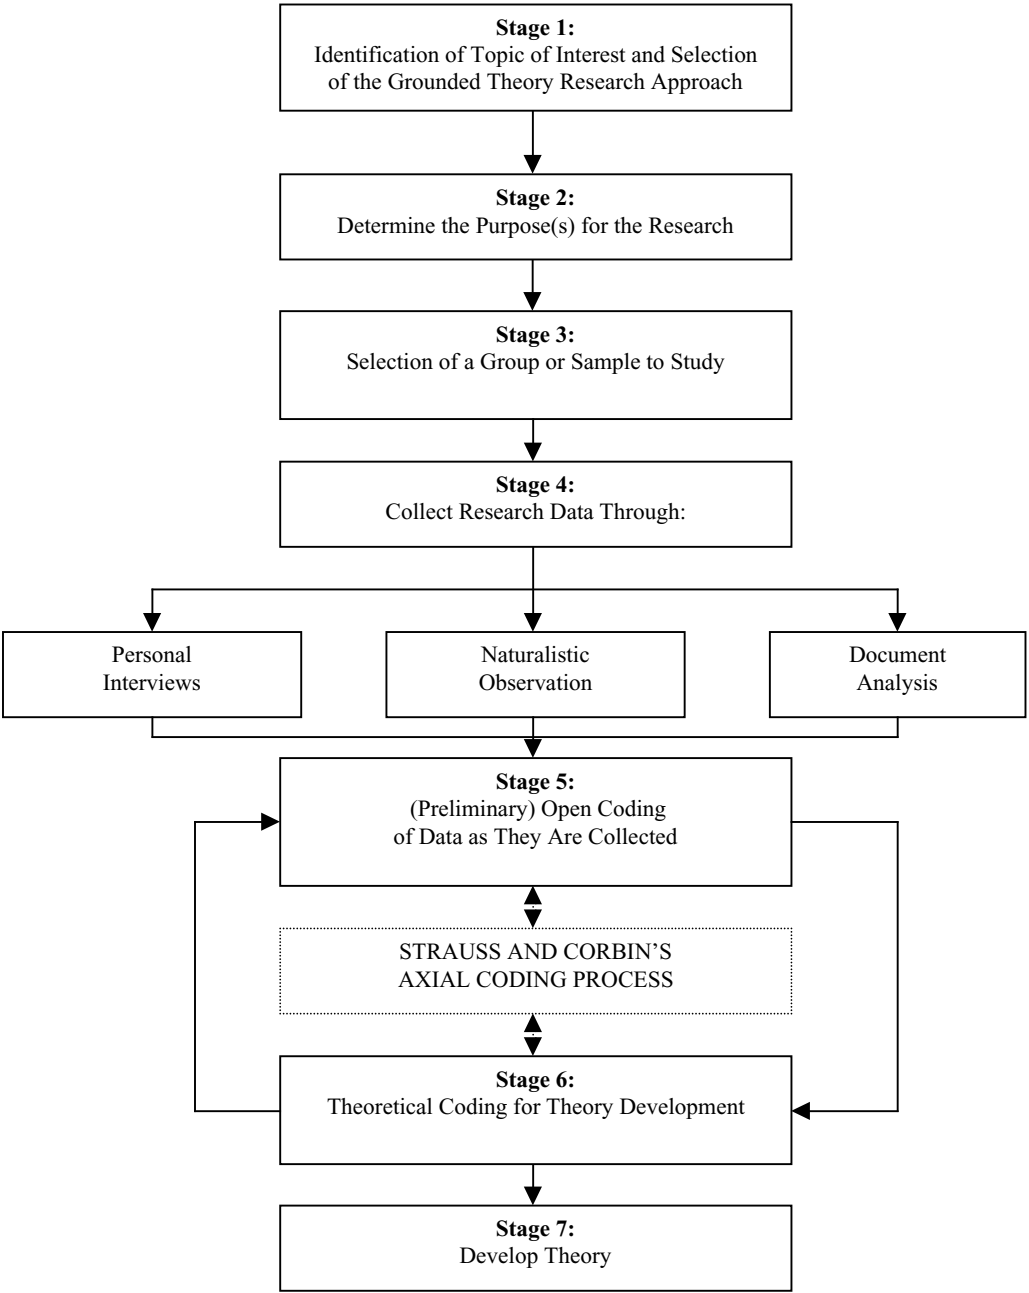 Stage 1:
Identification of Topic of Interest and Selection
of the Grounded Theory Research Approach
Stage 2:
Determine the Purpose(s) for the Research
Stage 3:
Selection of a Group or Sample to Study
Stage 4:
Collect Research Data Through:
Personal
Interviews
Naturalistic
Observation
Document
Analysis
Stage 5:
(Preliminary) Open Coding
of Data as They Are Collected
STRAUSS AND CORBIN’S
AXIAL CODING PROCESS
Stage 6:
Theoretical Coding for Theory Development
Stage 7:
Develop Theory